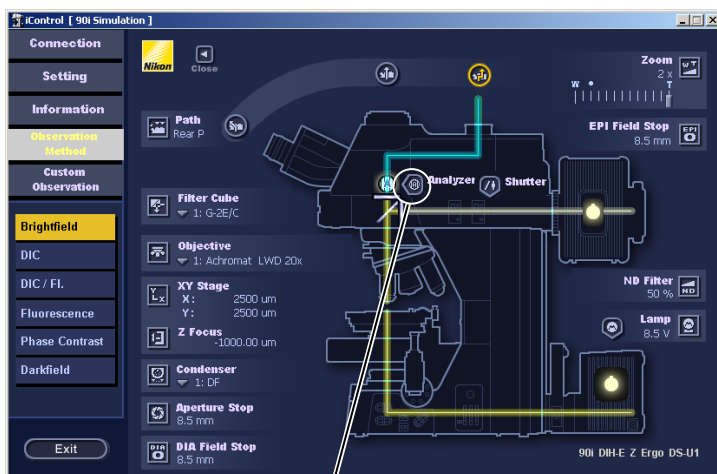 iControl [ 90i Simulation ]
Connection
Setting
Information
Observation
Method
Custom
Observation
Brightfield
DIC
DIC / Fl.
Fluorescence
Phase Contrast
Darkfield
Exit
Nikon
Close
Path
Rear P
Filter Cube
1: G-2E/C
Objective
1: Achromat LWD 20x
XY Stage
X: 2500 um
Y: 2500 um
Z Focus
-1000.00 um
Condenser
1: DF
Aperture Stop
8.5 mm
DIA
DIA Field Stop
8.5 mm
Analyzer
Shutter
Zoom
2 x
W T
W T
EPI Field Stop
8.5 mm
EPI
ND Filter
50 %
ND
Lamp
8.5 V
90i DIH-E Z Ergo DS-U1